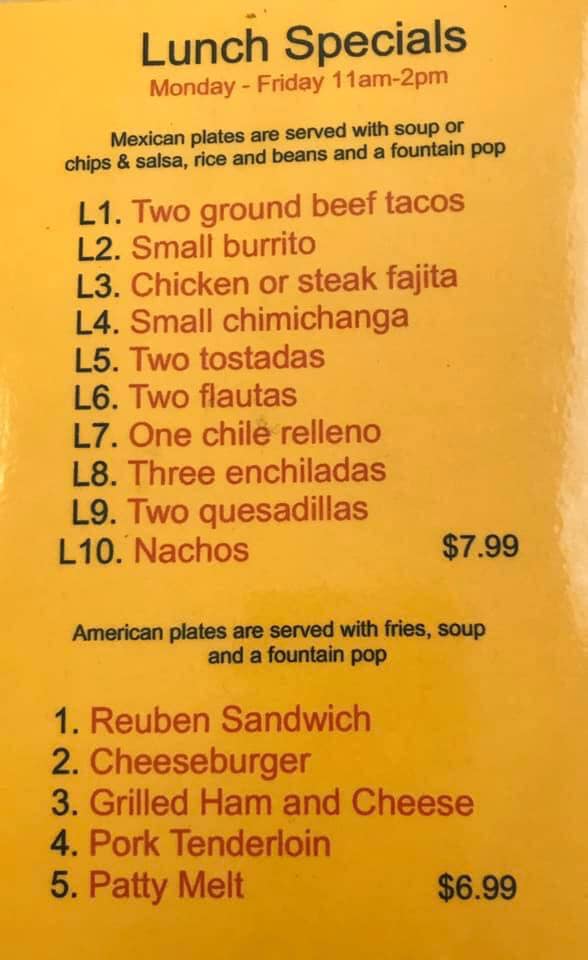 Lunch Specials
Monday - Friday 11am-2pm
Mexican plates are served with soup or
chips & salsa, rice and beans and a fountain pop
L1. Two ground beef tacos
L2. Small burrito
L3. Chicken or steak fajita
L4. Small chimichanga
L5. Two tostadas
L6. Two flautas
L7. One chile relleno
L8. Three enchiladas
L9. Two quesadillas
L10. Nachos $7.99
American plates are served with fries, soup
and a fountain pop
1. Reuben Sandwich
2. Cheeseburger
3. Grilled Ham and Cheese
4. Pork Tenderloin
5. Patty Melt $6.99